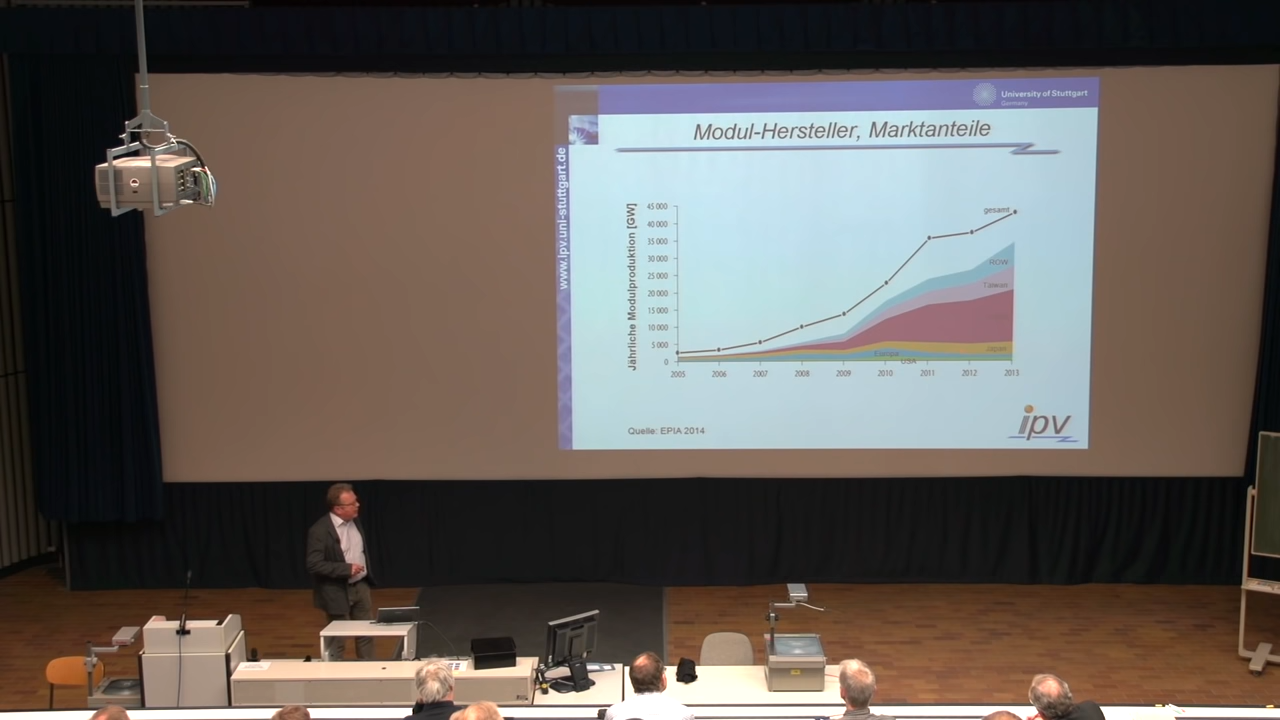 University of Stuttgart
Germany
Modul-Hersteller, Marktanteile
www.ipv.uni-stuttgart.de
Jährliche Modulproduktion [GW]
45 000
40 000
35 000
30 000
25 000
20 000
15 000
10 000
5 000
0
gesamt
ROW
Taiwan
Japan
Europa
USA
2005 2006 2007 2008 2009 2010 2011 2012 2013
Quelle: EPIA 2014
ipv